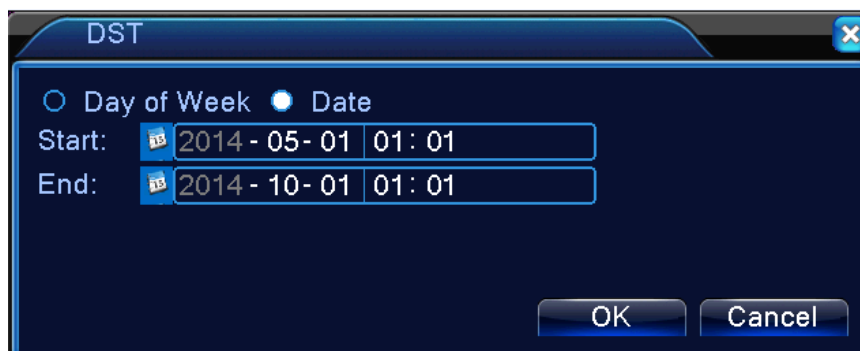 DST
Day of Week Date
Start: 2014 - 05 - 01 01: 01
End: 2014 - 10 - 01 01: 01
OK Cancel